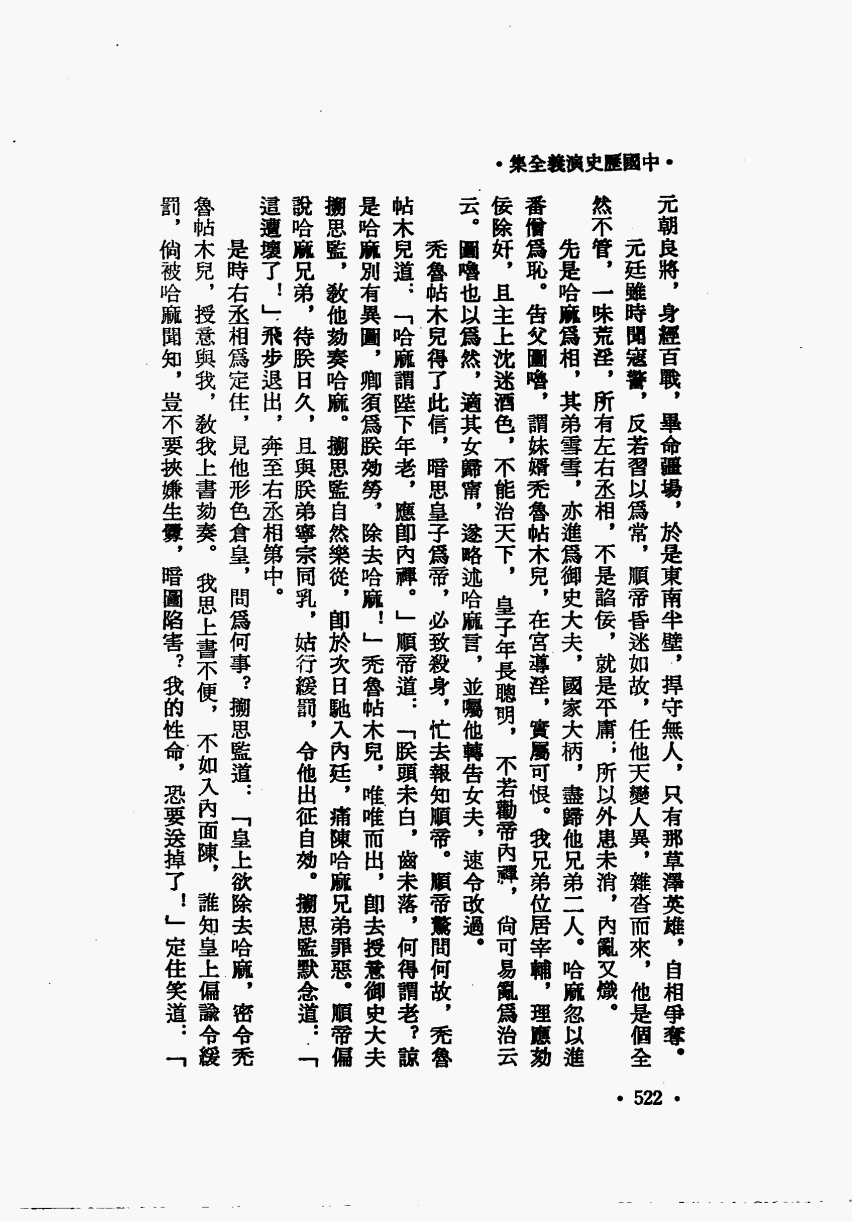 •中國歷史演義全集•
元朝良將，身經百戰，畢命疆場，於是東南半壁，捍守無人，只有那草澤英雄，自相爭奪。
元廷雖時聞寇警，反若習以爲常，順帝昏迷如故，任他天變人異，雜沓而來，他是個全
然不管，一味荒淫，所有左右丞相，不是諂佞，就是平庸；所以外患未消，內亂又熾。
先是哈麻爲相，其弟雪雪，亦進爲御史大夫，國家大柄，盡歸他兄弟二人。哈麻忽以進
番僧爲恥。告父圖嚕，謂妹婿禿魯帖木兒，在宮導淫，實屬可恨。我兄弟位居宰輔，理應劾
佞除奸，且主上沈迷酒色，不能治天下，皇子年長聰明，不若勸帝內禪，尙可易亂爲治云
云。圖嚕也以爲然，適其女歸甯，遂略述哈麻言，並囑他轉告女夫，速令改過。
禿魯帖木兒得了此信，暗思皇子爲帝，必致殺身，忙去報知順帝。順帝驚問何故，禿魯
帖木兒道：「哈麻謂陛下年老，應卽內禪。」順帝道：「朕頭未白，齒未落，何得謂老？諒
是哈麻別有異圖，卿須爲朕効勞，除去哈麻！」禿魯帖木兒，唯唯而出，卽去授意御史大夫
搠思監，教他劾奏哈麻。搠思監自然樂從，卽於次日馳入內廷，痛陳哈麻兄弟罪惡。順帝偏
說哈麻兄弟，待朕日久，且與朕弟寧宗同乳，姑行緩罰，令他出征自効。搠思監默念道：「
這遭壞了！」飛步退出，奔至右丞相第中。
是時右丞相爲定住，見他形色倉皇，問爲何事？搠思監道：「皇上欲除去哈麻，密令禿
魯帖木兒，授意與我，敎我上書劾奏。我思上書不便，不如入內面陳，誰知皇上偏諭令緩
罰，倘被哈麻聞知，豈不要挾嫌生釁，暗圖陷害？我的性命，恐要送掉了！」定住笑道：「
•522•